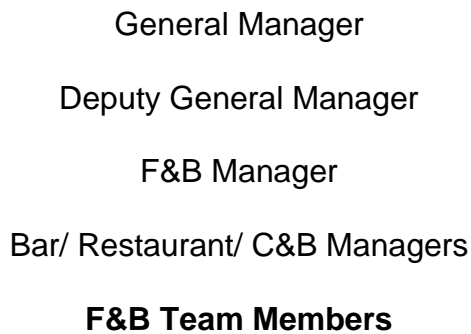 General Manager
Deputy General Manager
F&B Manager
Bar/ Restaurant/ C&B Managers
F&B Team Members